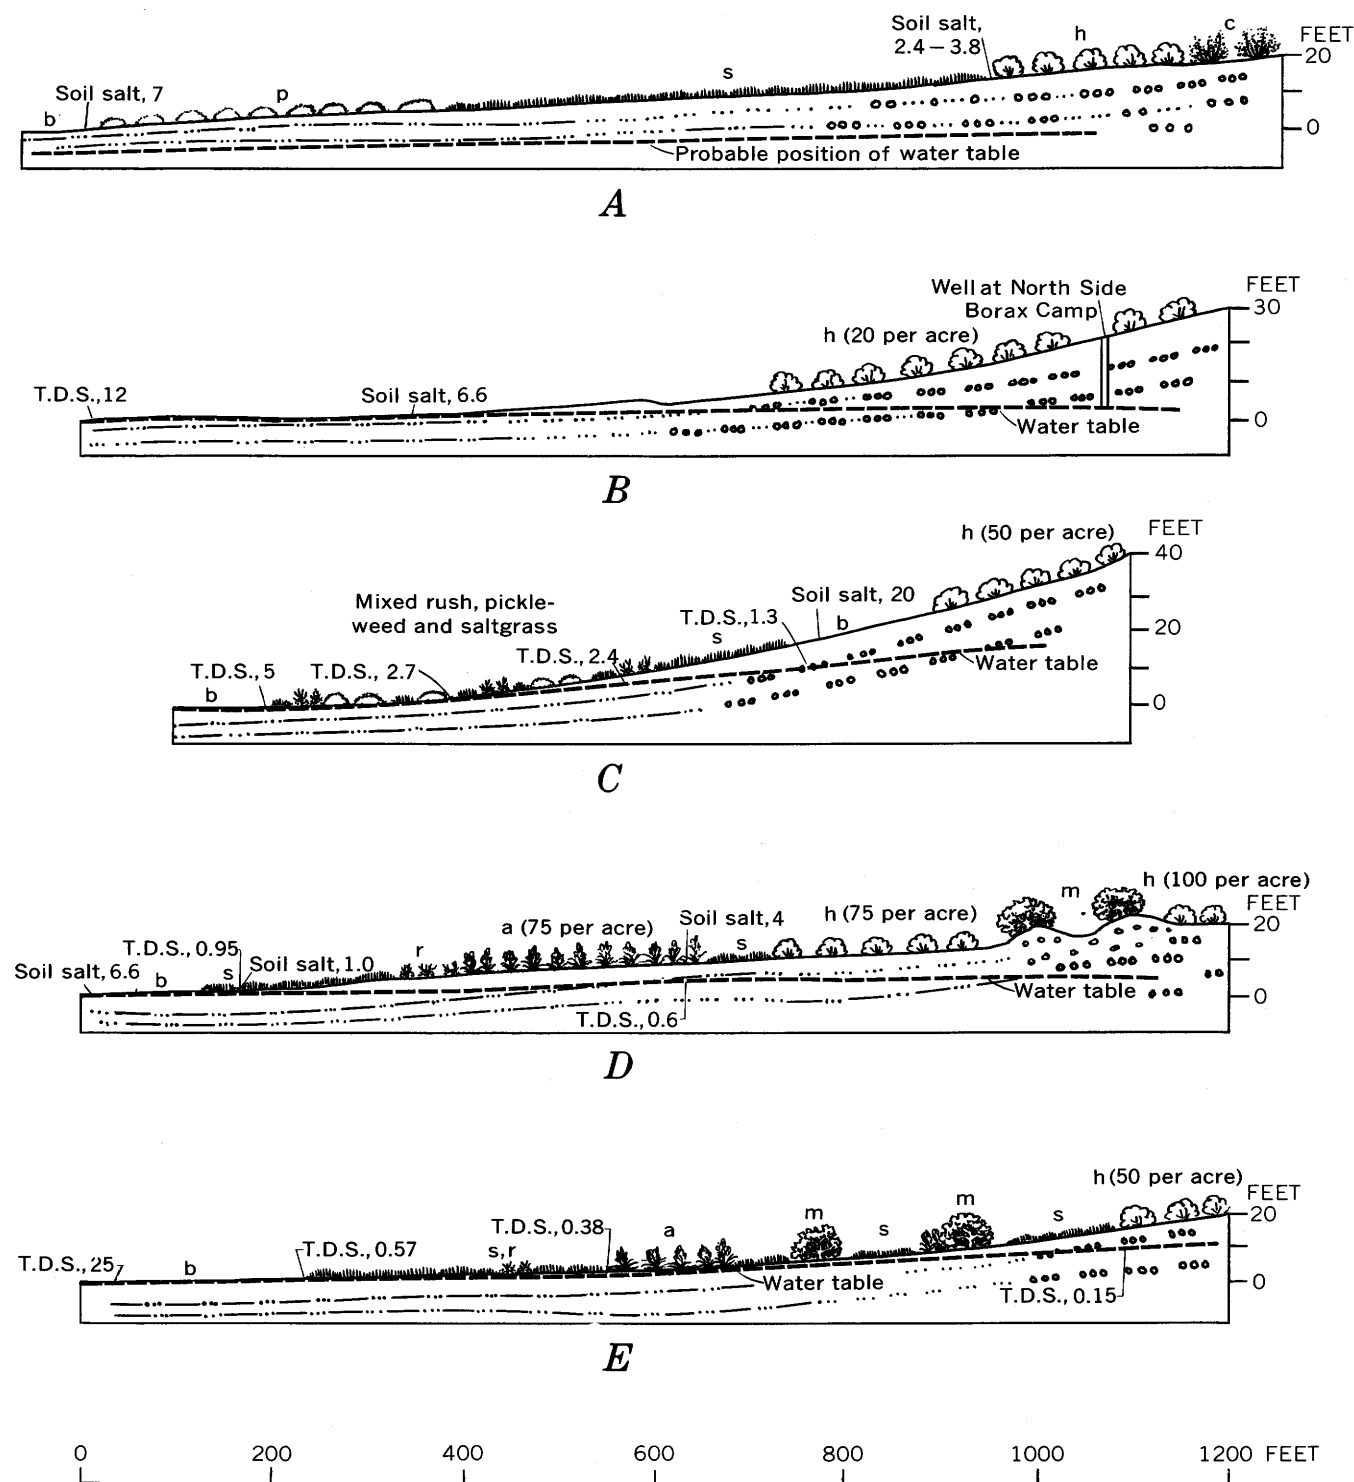 Soil salt,
2.4 – 3.8
h
c
FEET
20
s
Soil salt, 7
b
p
0
Probable position of water table
A
Well at North Side
Borax Camp
FEET
30
h (20 per acre)
T.D.S., 12
Soil salt, 6.6
0
Water table
B
h (50 per acre)
FEET
40
Mixed rush, pickle-
weed and saltgrass
Soil salt, 20
T.D.S., 1.3
b
s
20
T.D.S., 2.4
T.D.S., 5
T.D.S., 2.7
Water table
b
0
C
m
h (100 per acre)
FEET
20
a (75 per acre)
Soil salt, 4
h (75 per acre)
r
s
T.D.S., 0.95
Soil salt, 6.6
b
s
Soil salt, 1.0
Water table
0
T.D.S., 0.6
D
h (50 per acre)
FEET
20
m
m
s
s
T.D.S., 0.38
a
T.D.S., 0.57
s,r
T.D.S., 25
b
Water table
0
T.D.S., 0.15
E
0 200 400 600 800 1000 1200 FEET